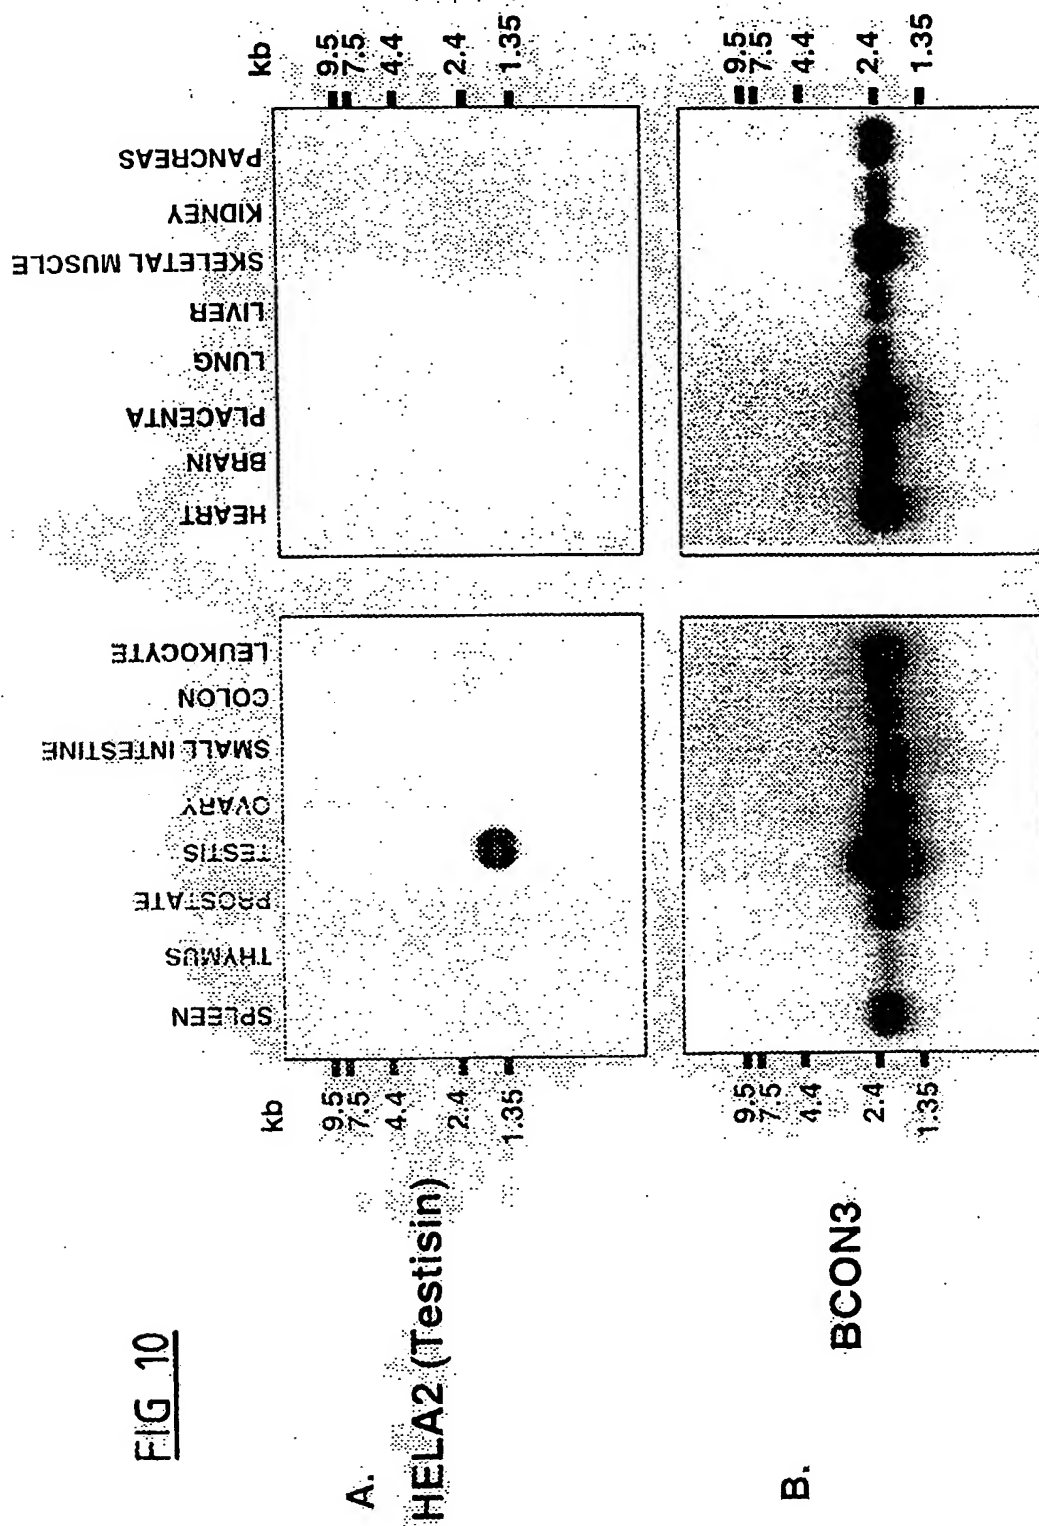 FIG 10
A.
HELA2 (Testisin)
kb
9.5
7.5
4.4
2.4
1.35
SPLEEN
THYMUS
PROSTATE
TESTIS
OVARY
SMALL INTESTINE
COLON
LEUKOCYTE
HEART
BRAIN
PLACENTA
LUNG
LIVER
SKELETAL MUSCLE
KIDNEY
PANCREAS
kb
9.5
7.5
4.4
2.4
1.35
B.
BCON3
9.5
7.5
4.4
2.4
1.35
9.5
7.5
4.4
2.4
1.35